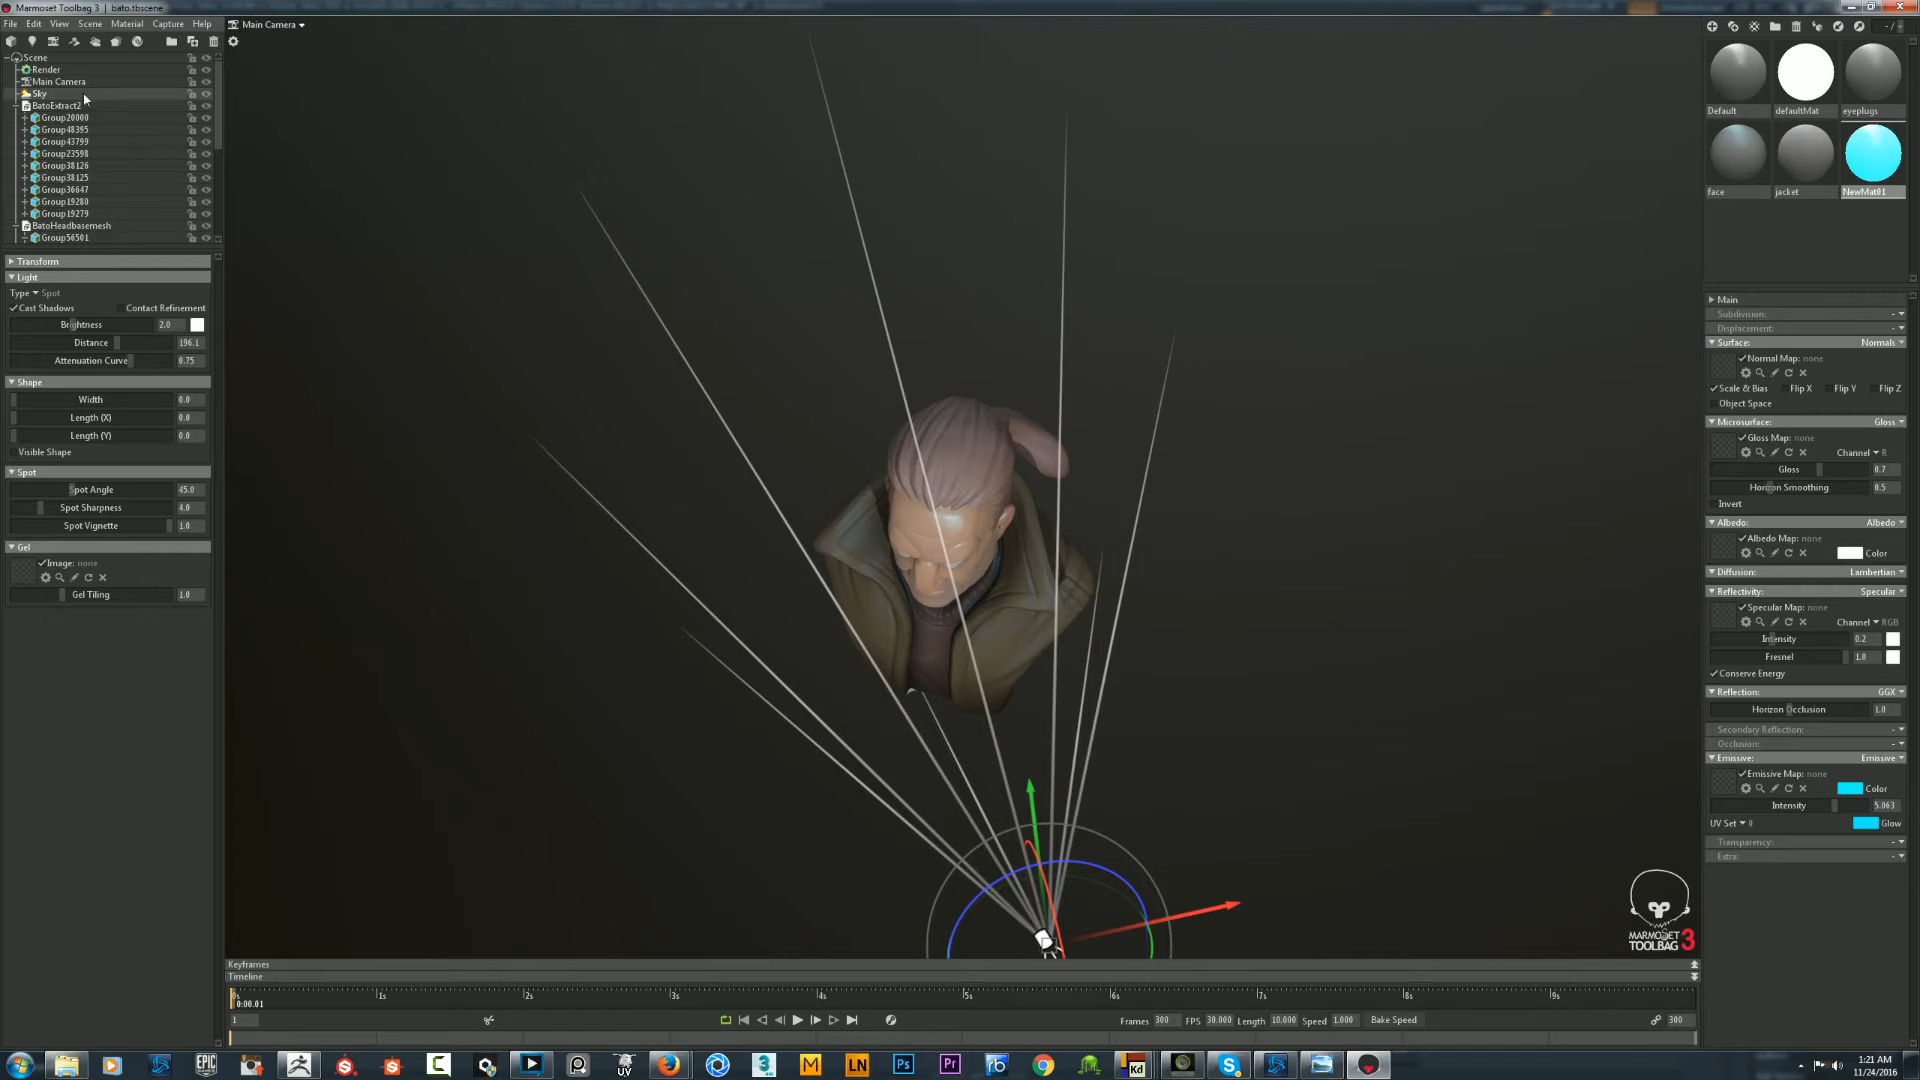 Marmoset Toolbag 3 | bato.tbscene
File Edit View Scene Material Capture Help
Main Camera
Scene
Render
Main Camera
Sky
BatoExtract2
Group20000
Group48395
Group43799
Group23598
Group38126
Group38125
Group36647
Group19280
Group19279
BatoHeadbasemesh
Group56501
Transform
Light
Type Spot
Cast Shadows Contact Refinement
Brightness 2.0
Distance 196.1
Attenuation Curve 0.75
Shape
Width 0.0
Length (X) 0.0
Length (Y) 0.0
Visible Shape
Spot
Spot Angle 45.0
Spot Sharpness 4.0
Spot Vignette 1.0
Gel
Image: none
Gel Tiling 1.0
Default defaultMat eyeplugs
face jacket NewMat01
Main
Subdivision:
Displacement:
Surface: Normals
Normal Map: none
Scale & Bias Flip X Flip Y Flip Z
Object Space
Microsurface: Gloss
Gloss Map: none
Channel R
Gloss 0.7
Horizon Smoothing 0.5
Invert
Albedo: Albedo
Albedo Map: none
Color
Diffusion: Lambertian
Reflectivity: Specular
Specular Map: none
Channel RGB
Intensity 0.2
Fresnel 1.0
Conserve Energy
Reflection: GGX
Horizon Occlusion 1.0
Secondary Reflection:
Occlusion:
Emissive: Emissive
Emissive Map: none
Color
Intensity 5.063
UV Set 0 Glow
Transparency:
Extra:
MARMOSET
TOOLBAG 3
Keyframes
Timeline
0s 1s 2s 3s 4s 5s 6s 7s 8s 9s
0:00.01
1 Frames 300 FPS 30.000 Length 10.000 Speed 1.000 Bake Speed 300
EPIC
UV
3
M
LN
Ps
Pr
rb
Kd
1:21 AM
11/24/2016